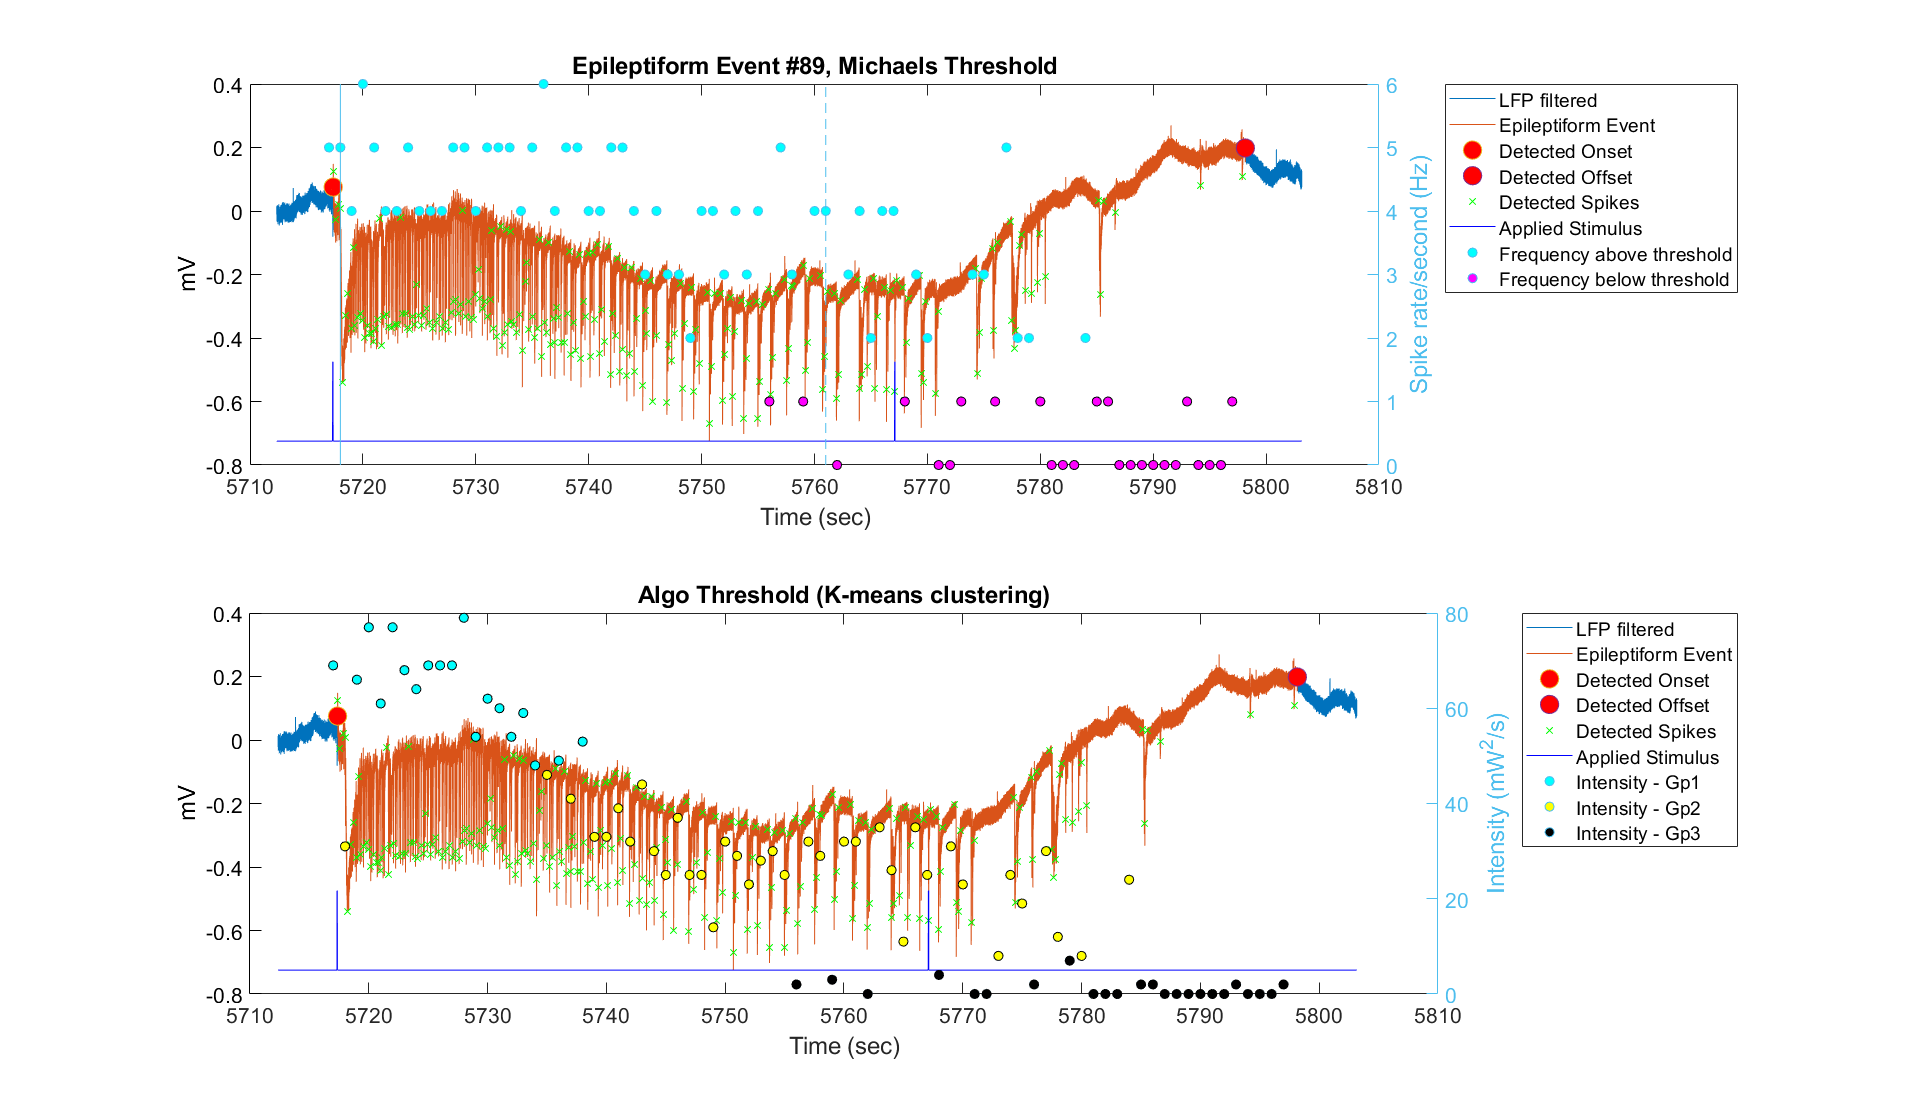 Epileptiform Event #89, Michaels Threshold
0.4
0.2
0
-0.2
-0.4
-0.6
-0.8
mV
5710
5720
5730
5740
5750
5760
5770
5780
5790
5800
5810
Time (sec)
6
5
4
3
2
1
0
Spike rate/second (Hz)
LFP filtered
Epileptiform Event
Detected Onset
Detected Offset
Detected Spikes
Applied Stimulus
Frequency above threshold
Frequency below threshold
Algo Threshold (K-means clustering)
0.4
0.2
0
-0.2
-0.4
-0.6
-0.8
mV
5710
5720
5730
5740
5750
5760
5770
5780
5790
5800
5810
Time (sec)
80
60
40
20
0
Intensity (mW²/s)
LFP filtered
Epileptiform Event
Detected Onset
Detected Offset
Detected Spikes
Applied Stimulus
Intensity - Gp1
Intensity - Gp2
Intensity - Gp3